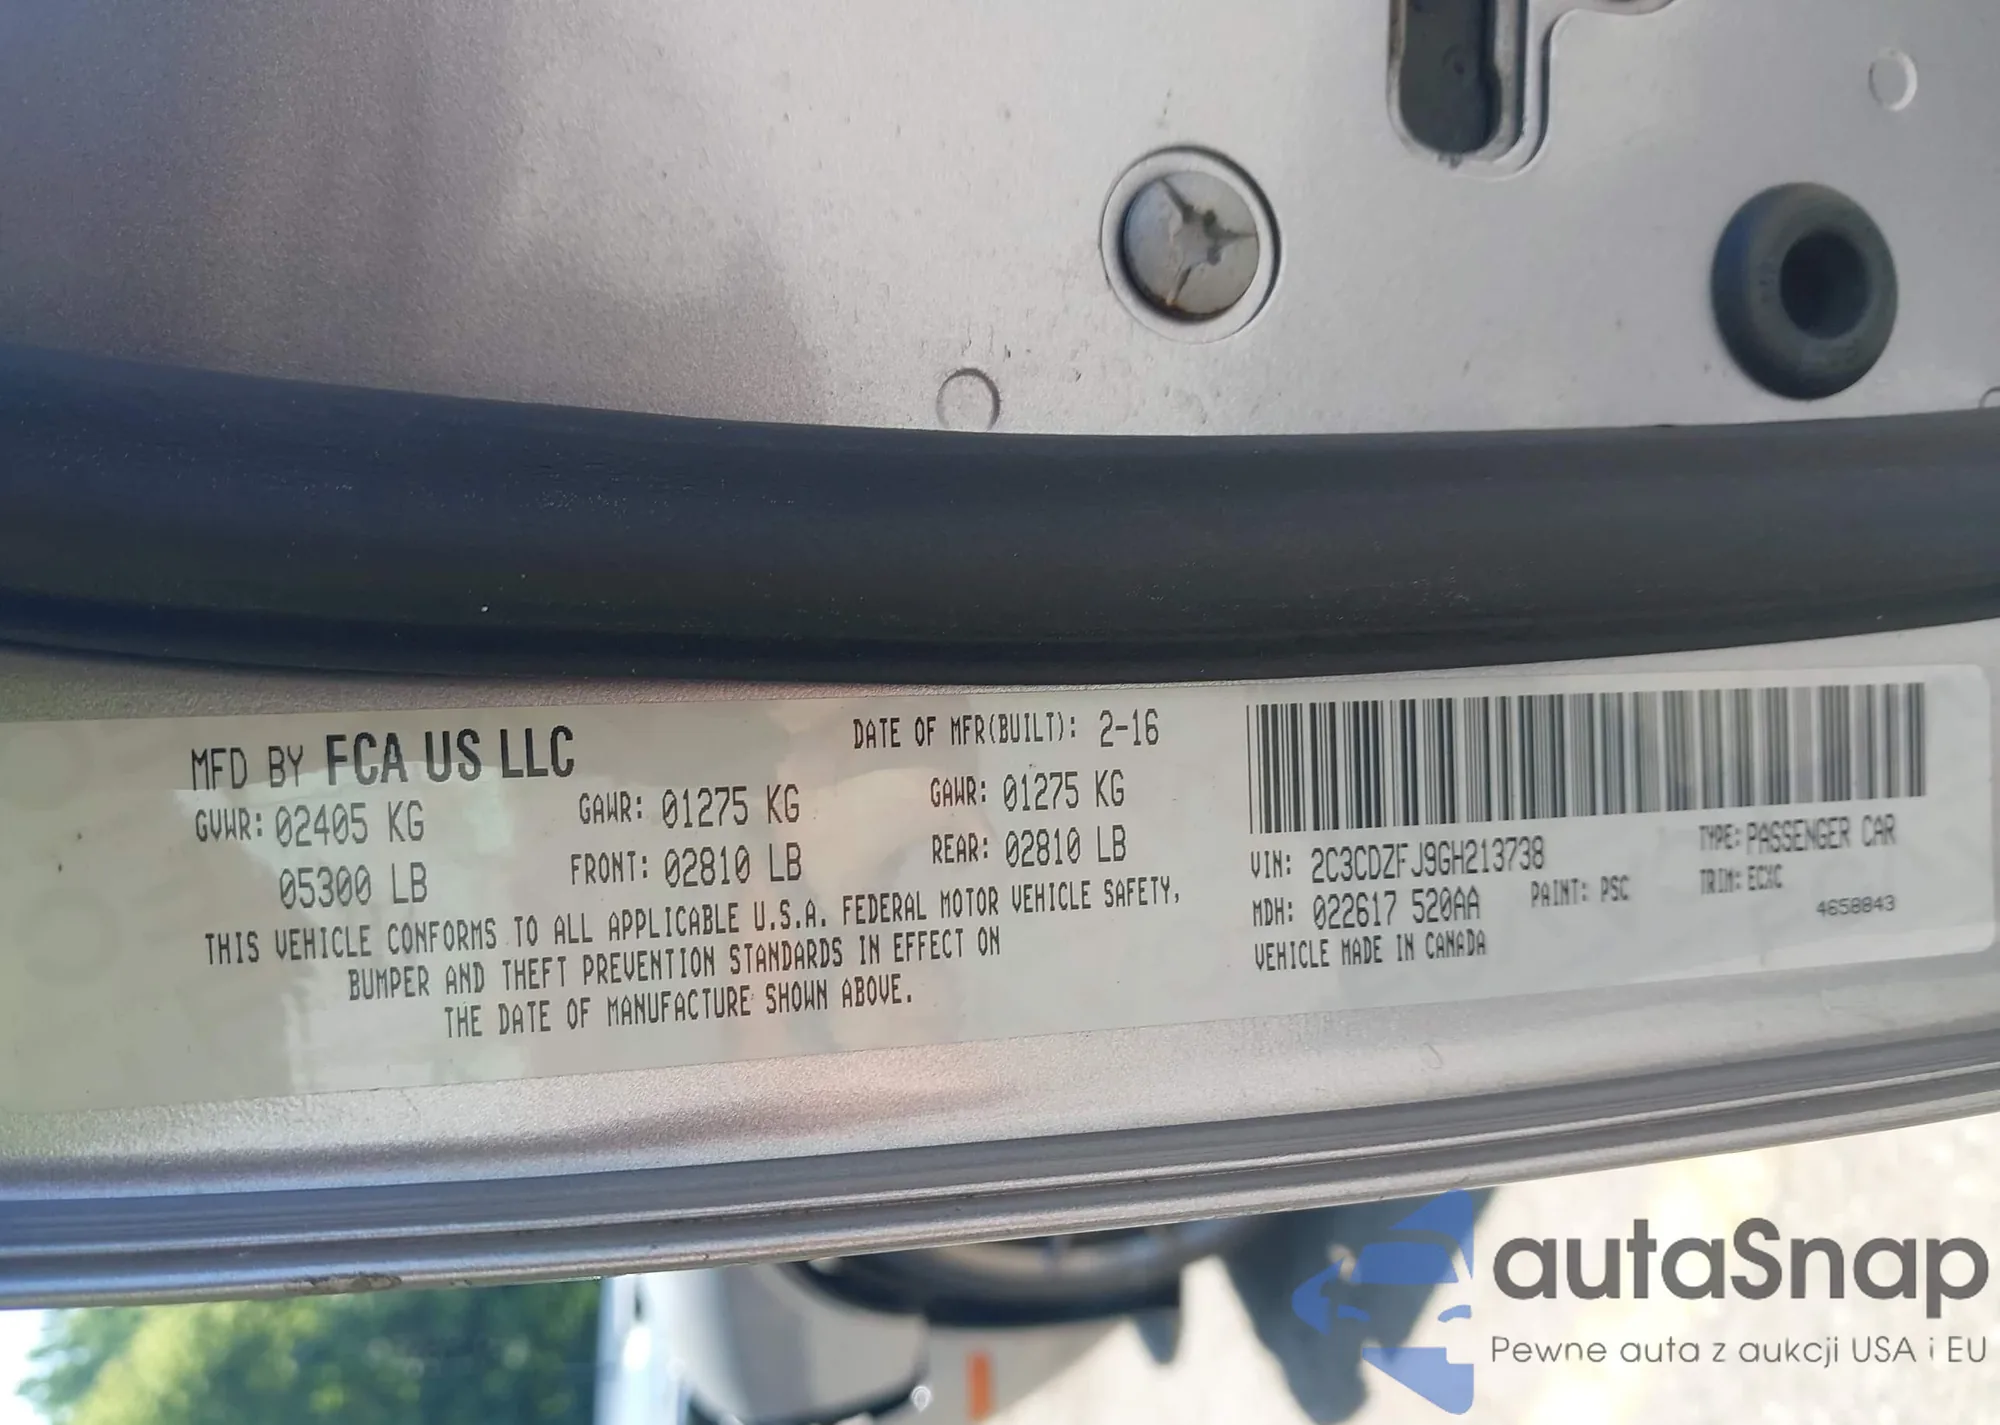 MFD BY FCA US LLC
DATE OF MFR(BUILT): 2-16
GVWR: 02405 KG
GAWR: 01275 KG
GAWR: 01275 KG
05300 LB
FRONT: 02810 LB
REAR: 02810 LB
THIS VEHICLE CONFORMS TO ALL APPLICABLE U.S.A. FEDERAL MOTOR VEHICLE SAFETY,
BUMPER AND THEFT PREVENTION STANDARDS IN EFFECT ON
THE DATE OF MANUFACTURE SHOWN ABOVE.
VIN: 2C3CDZFJ9GH213738
TYPE: PASSENGER CAR
MDH: 022617 520AA
PAINT: PSC
TRIM: ECXC
VEHICLE MADE IN CANADA
4658843
autaSnap
Pewne auta z aukcji USA i EU